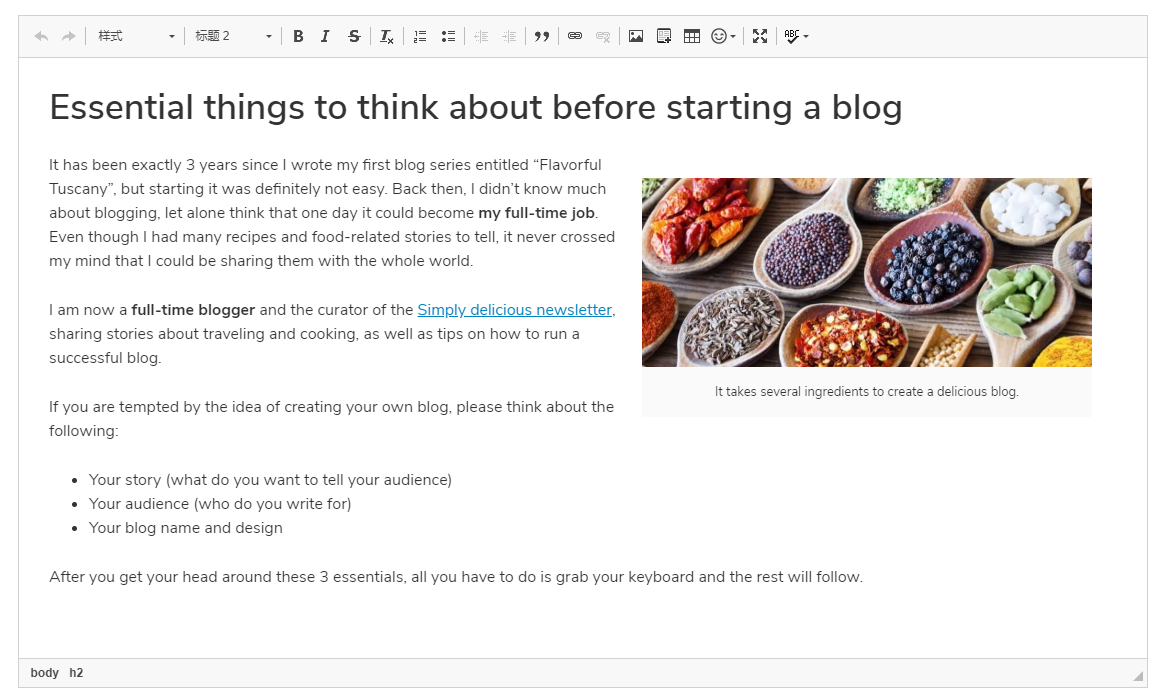 样式 标题 2 B I S Tx ABC
Essential things to think about before starting a blog
It has been exactly 3 years since I wrote my first blog series entitled “Flavorful
Tuscany”, but starting it was definitely not easy. Back then, I didn’t know much
about blogging, let alone think that one day it could become my full-time job.
Even though I had many recipes and food-related stories to tell, it never crossed
my mind that I could be sharing them with the whole world.
I am now a full-time blogger and the curator of the Simply delicious newsletter,
sharing stories about traveling and cooking, as well as tips on how to run a
successful blog.
It takes several ingredients to create a delicious blog.
If you are tempted by the idea of creating your own blog, please think about the
following:
• Your story (what do you want to tell your audience)
• Your audience (who do you write for)
• Your blog name and design
After you get your head around these 3 essentials, all you have to do is grab your keyboard and the rest will follow.
body h2